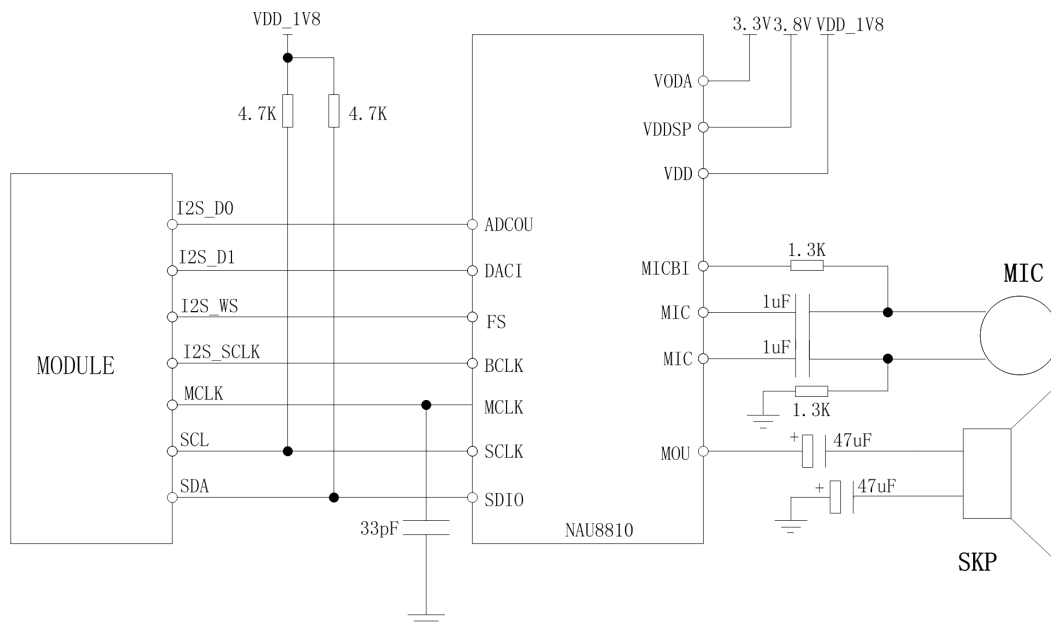 VDD_1V8
3.3V 3.8V VDD_1V8
4.7K
4.7K
VODA
VDDSP
VDD
I2S_D0
ADCOU
I2S_D1
DACI
I2S_WS
FS
I2S_SCLK
BCLK
MODULE
MCLK
MCLK
SCL
SCLK
SDA
SDIO
33pF
NAU8810
MICBI
1.3K
MIC
MIC
1uF
MIC
1uF
1.3K
MOU
+
47uF
+
47uF
SKP